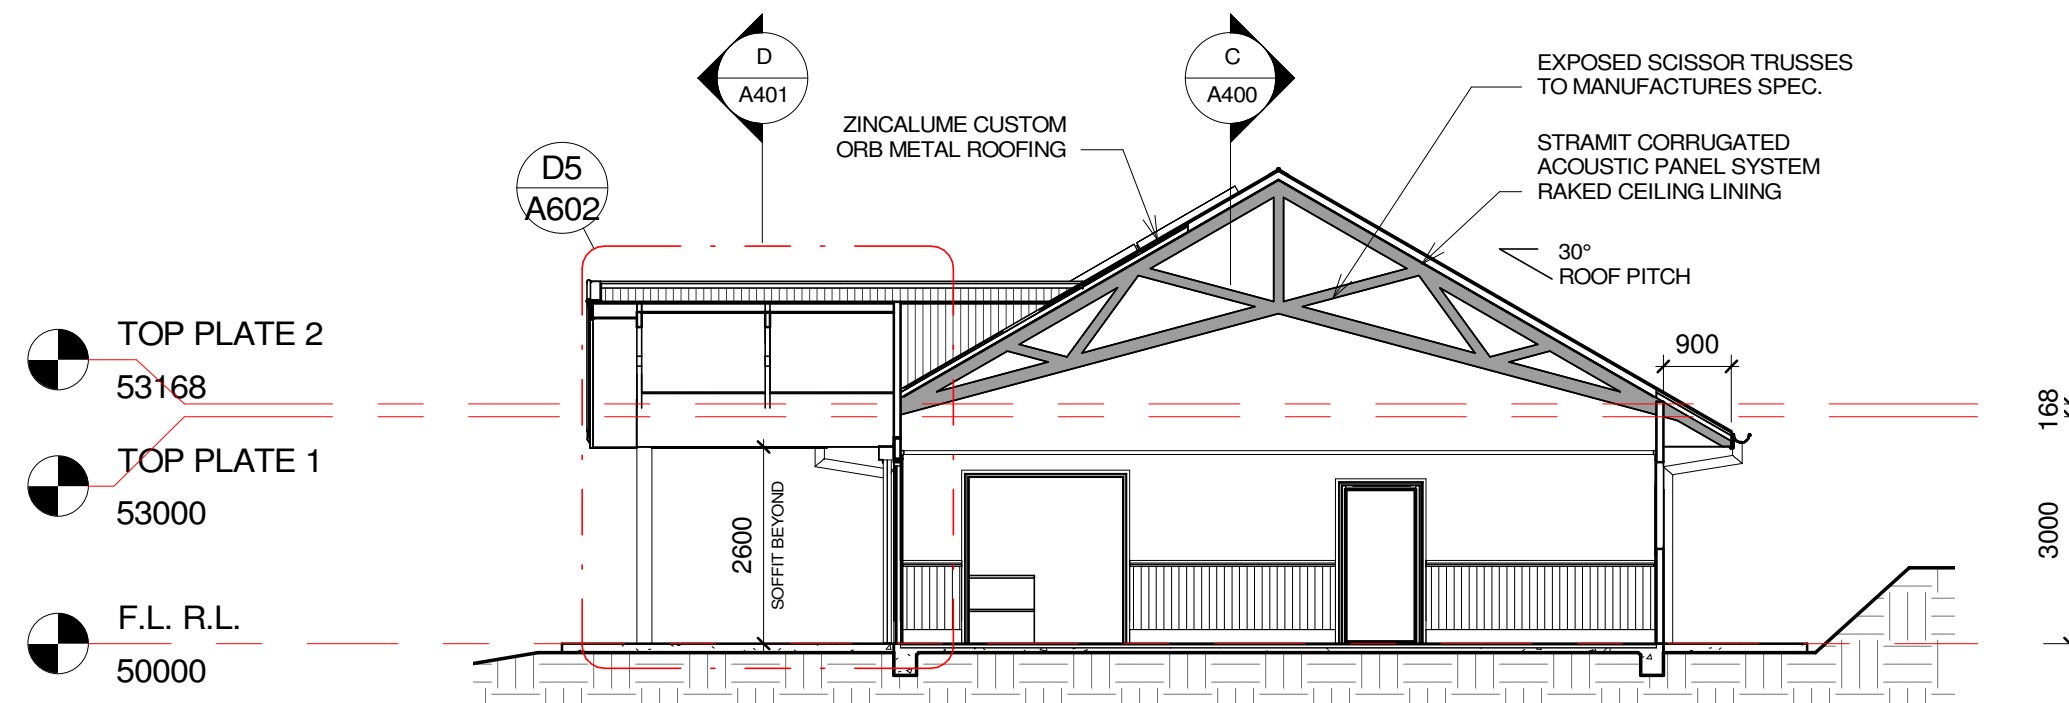 D
A401
C
A400
EXPOSED SCISSOR TRUSSES
TO MANUFACTURES SPEC.
ZINCALUME CUSTOM
ORB METAL ROOFING
STRAMIT CORRUGATED
ACOUSTIC PANEL SYSTEM
RAKED CEILING LINING
D5
A602
30°
ROOF PITCH
TOP PLATE 2
53168
900
168
TOP PLATE 1
53000
2600
SOFFIT BEYOND
3000
F.L. R.L.
50000